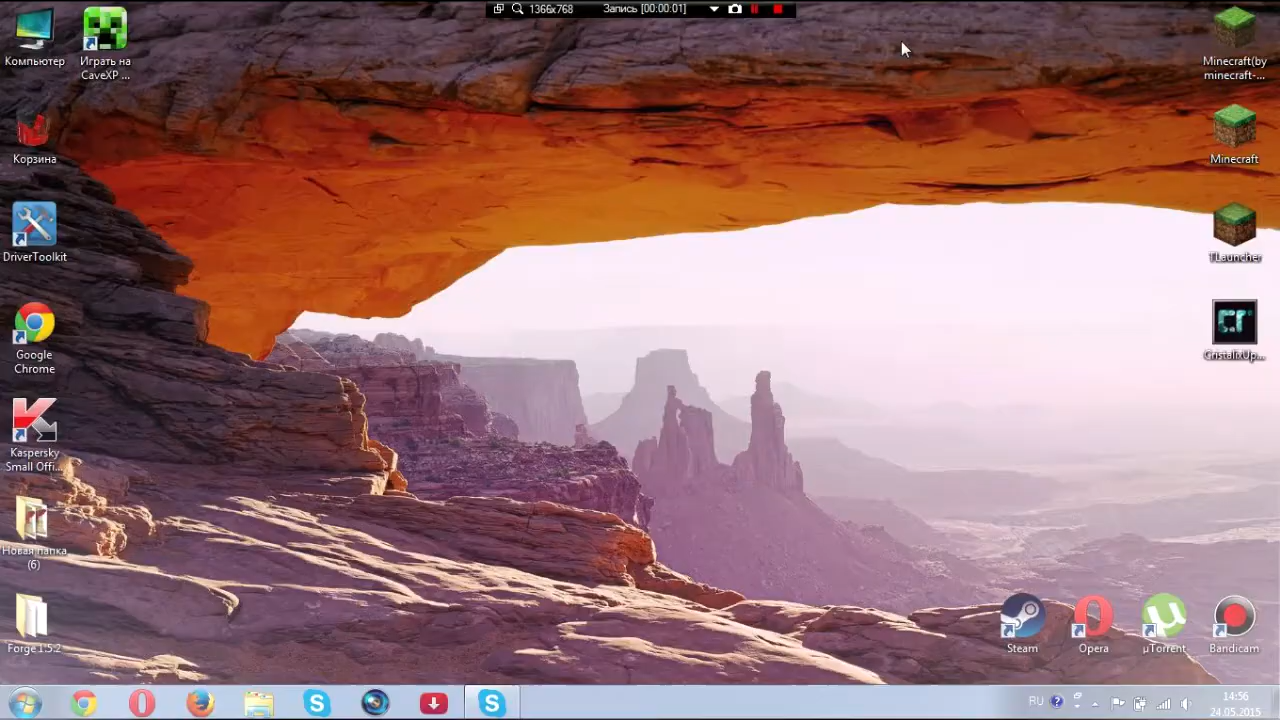 1366x768 Запись [00:00:01]
Компьютер
Играть на
CaveXP ...
Корзина
DriverToolkit
Google
Chrome
Kaspersky
Small Offi...
Новая папка
(6)
Forge 1.5.2
Minecraft(by
minecraft-...
Minecraft
TLauncher
CristalixUp...
Steam
Opera
µTorrent
Bandicam
RU
14:56
24.05.2015